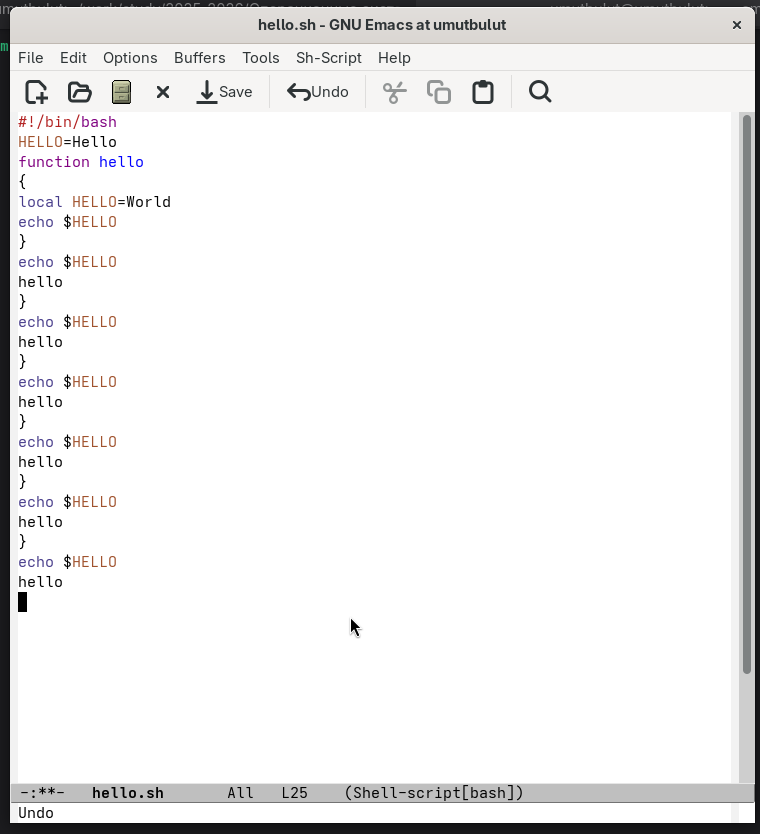 hello.sh - GNU Emacs at umutbulut
File Edit Options Buffers Tools Sh-Script Help
Save Undo
#!/bin/bash
HELLO=Hello
function hello
{
local HELLO=World
echo $HELLO
}
echo $HELLO
hello
}
echo $HELLO
hello
}
echo $HELLO
hello
}
echo $HELLO
hello
}
echo $HELLO
hello
}
echo $HELLO
hello
-:**- hello.sh All L25 (Shell-script[bash])
Undo